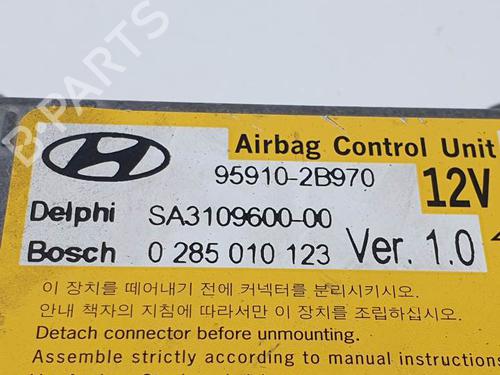 Airbag Control Unit
95910-2B970
12V
Delphi SA3109600-00
Bosch 0 285 010 123 Ver. 1.0
이 장치를 떼어내기 전에 커넥터를 분리시키시오.
안내 책자의 지침에 따라서만 이 장치를 조립하십시오.
Detach connector before unmounting.
Assemble strictly according to manual instructions
B-PARTS
B-PARTS
B-PARTS